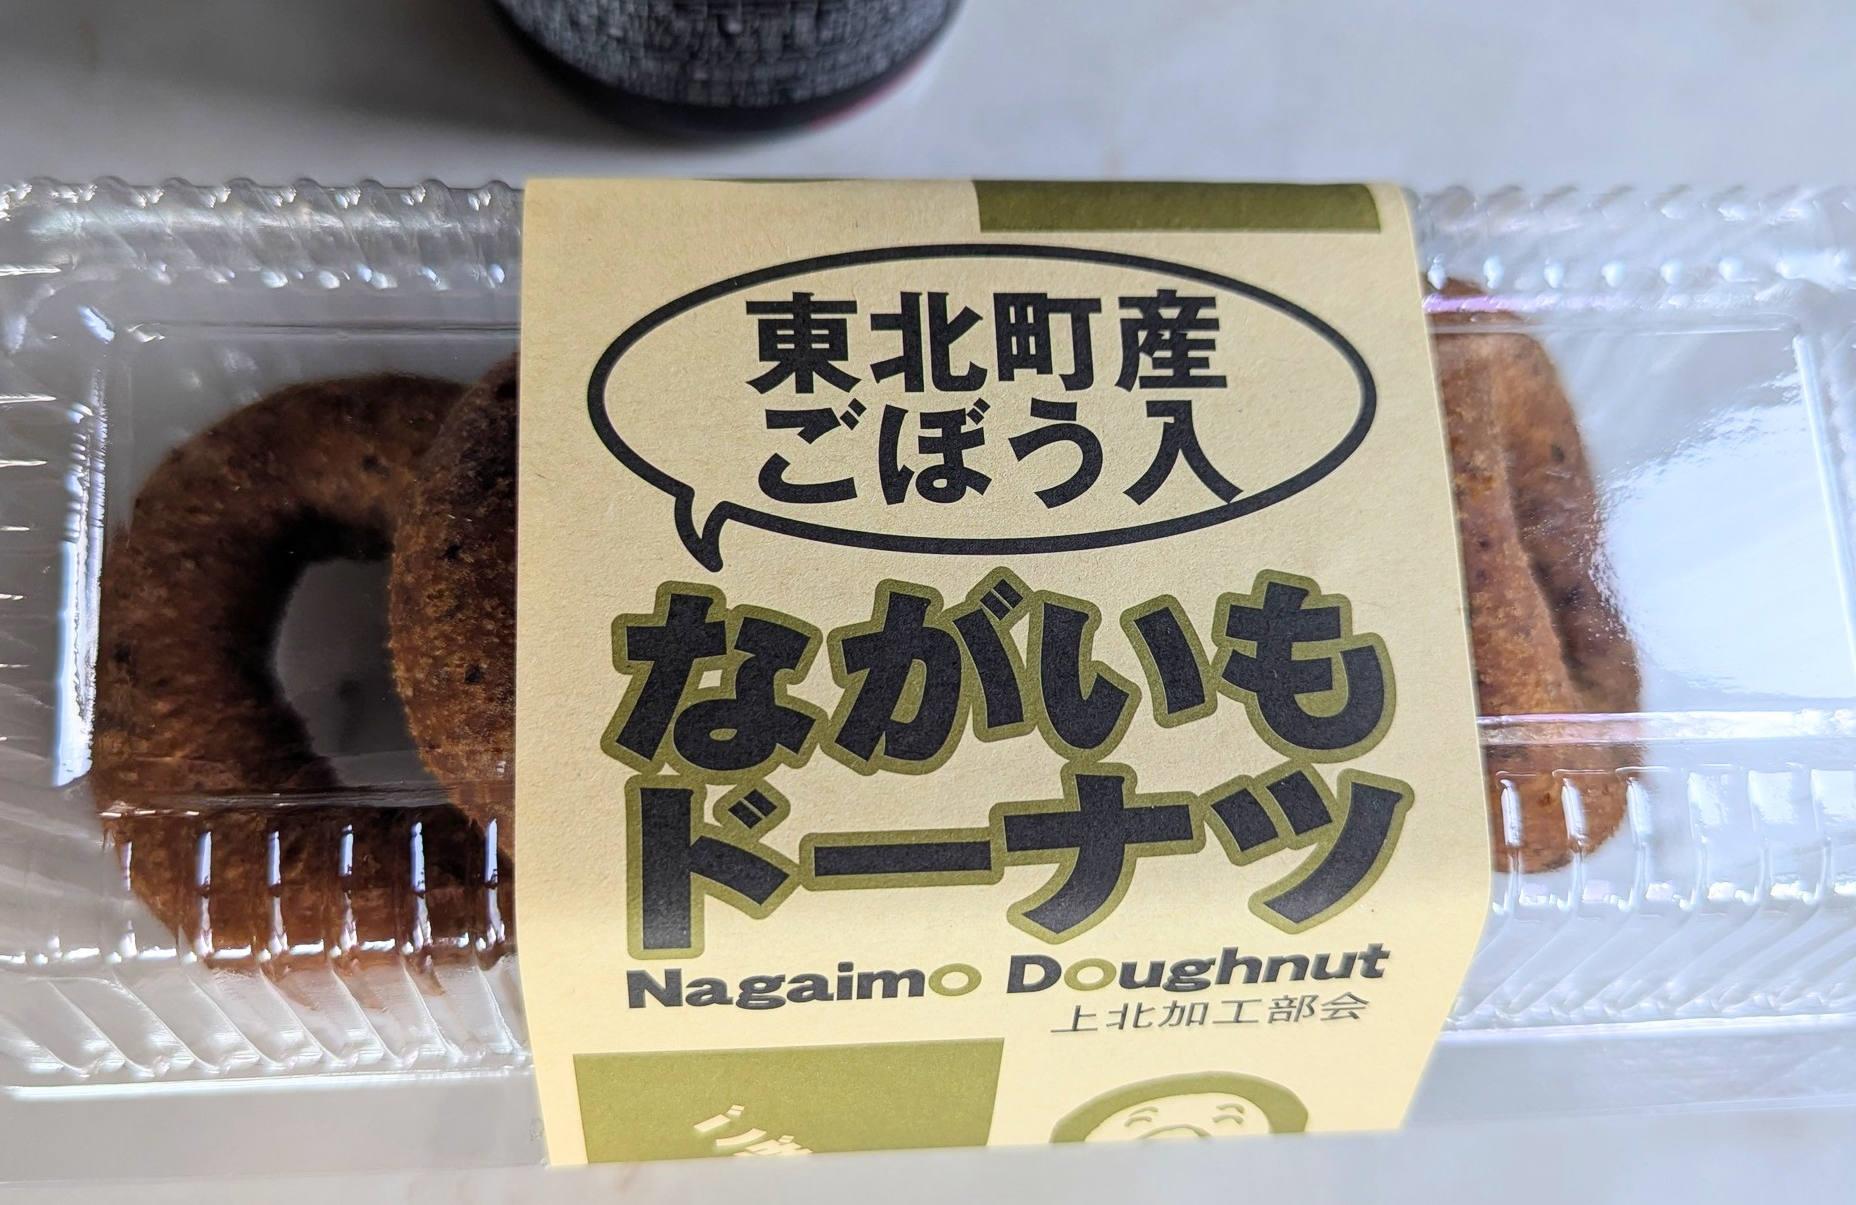 東北町産
ごぼう入
ながいも
ドーナツ
Nagaimo Doughnut
上北加工部会